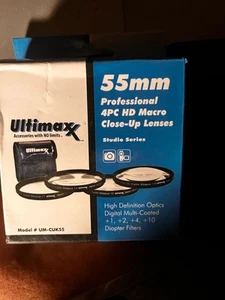 55mm
Professional
4PC HD Macro
Close-Up Lenses
Studio Series
Ultimaxx
Accessories with NO limits...
High Definition Optics
Digital Multi-Coated
+1, +2, +4, +10
Diopter Filters
Model # UM-CUK55